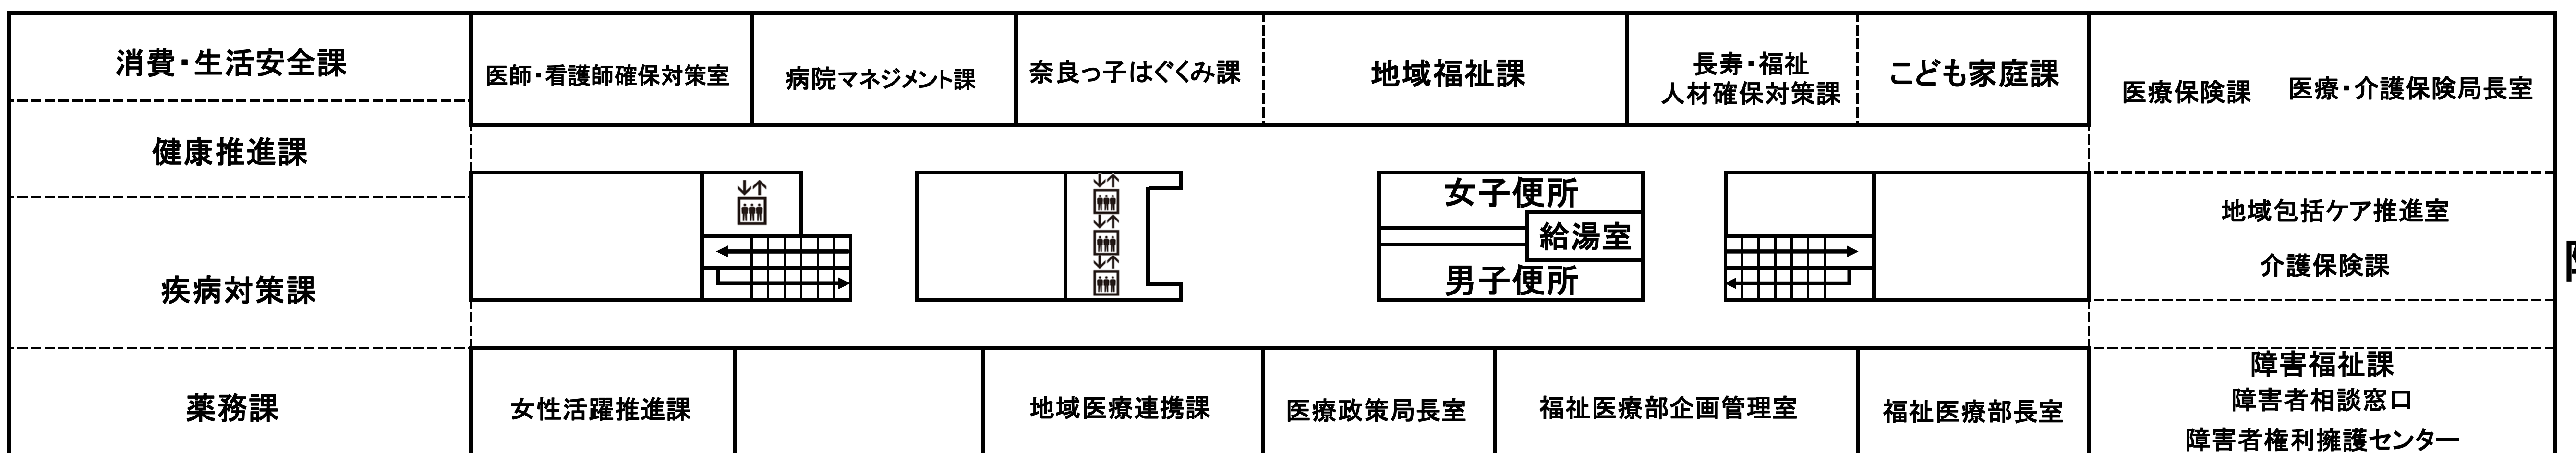 消費・生活安全課
医師・看護師確保対策室
病院マネジメント課
奈良っ子はぐくみ課
地域福祉課
長寿・福祉
人材確保対策課
こども家庭課
医療保険課
医療・介護保険局長室
健康推進課
女子便所
給湯室
男子便所
地域包括ケア推進室
介護保険課
疾病対策課
薬務課
女性活躍推進課
地域医療連携課
医療政策局長室
福祉医療部企画管理室
福祉医療部長室
障害福祉課
障害者相談窓口
障害者権利擁護センター